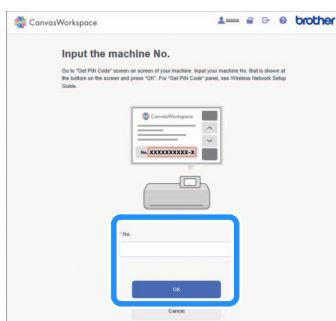 CanvasWorkspace
brother
Input the machine No.
Go to "Get PIN Code" screen on screen of your machine. Input your machine No. that is shown at
the bottom on the screen and press "OK". For "Get PIN Code" panel, see Wireless Network Setup
Guide.
CanvasWorkspace
No. XXXXXXXXXX-X
* No.
OK
Cancel